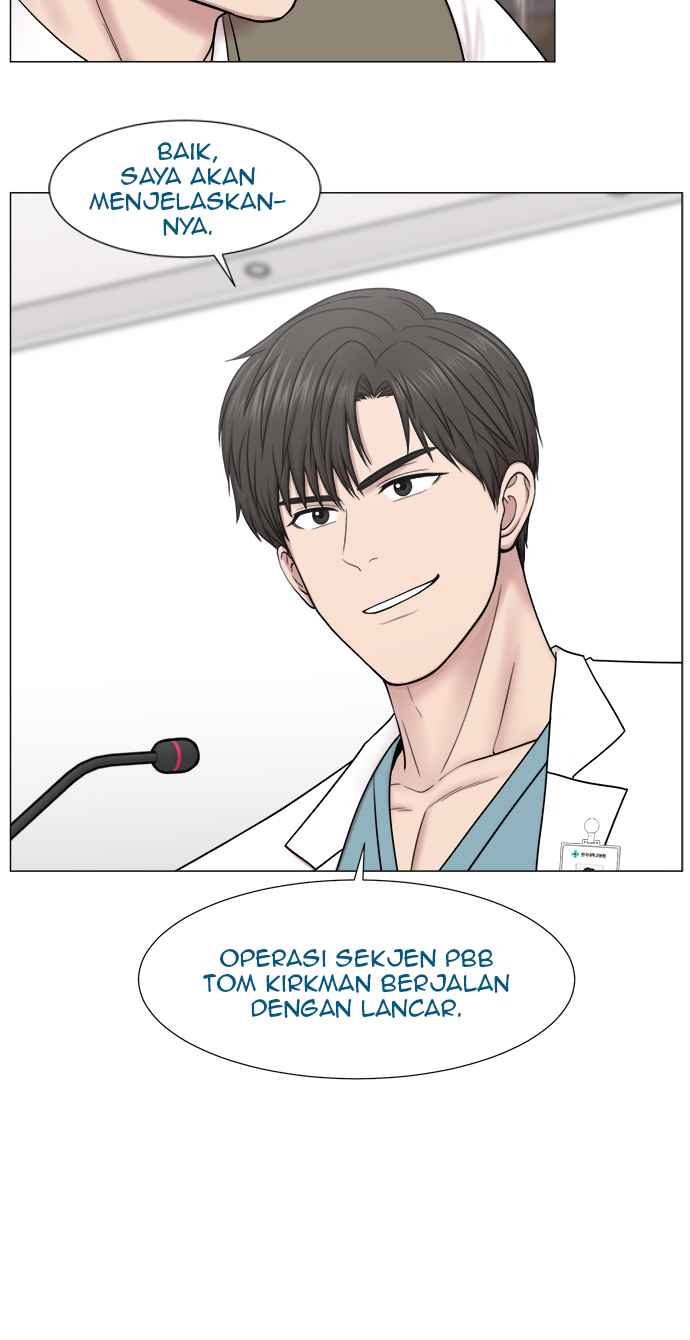 BAIK,
SAYA AKAN
MENJELASKAN-
NYA.
OPERASI SEKJEN PBB
TOM KIRKMAN BERJALAN
DENGAN LANCAR.